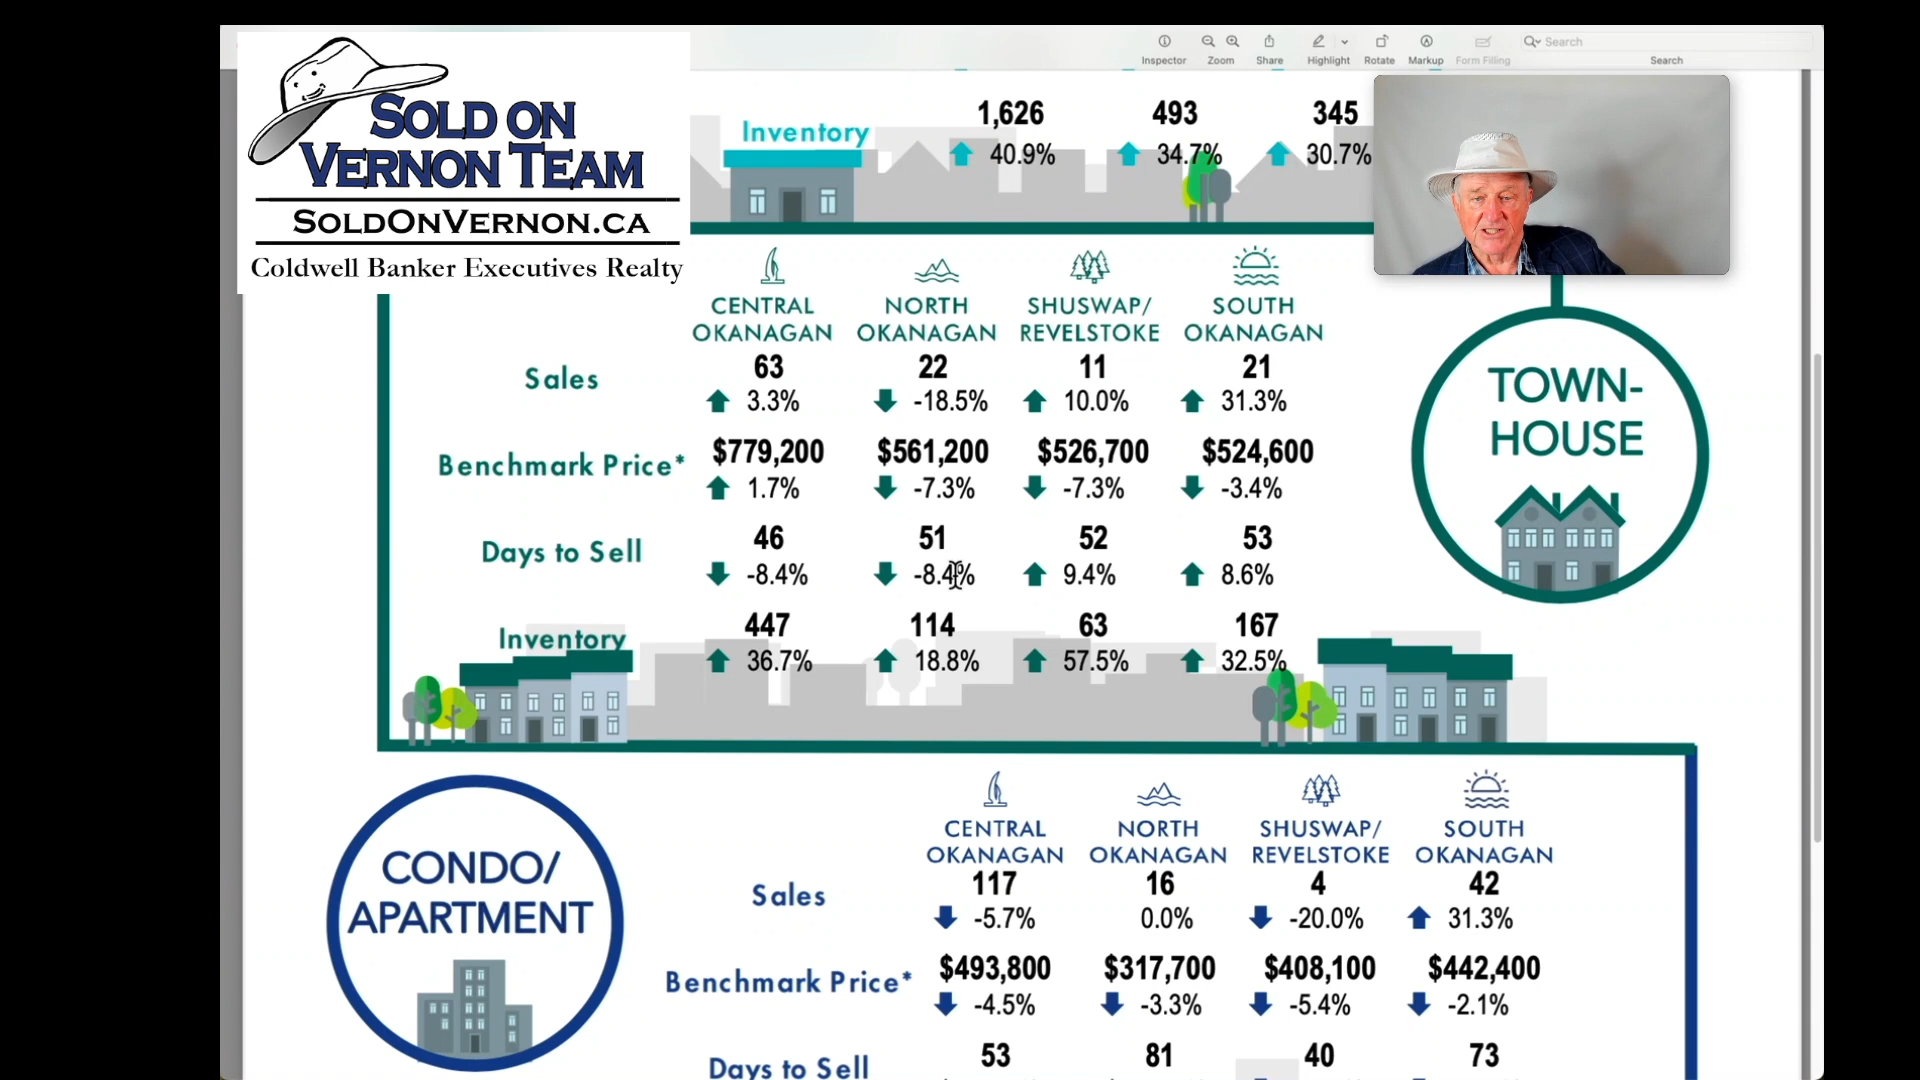 Inspector
Zoom
Share
Highlight
Rotate
Markup
Form Filling
Search
Search
SOLD ON
VERNON TEAM
SOLDONVERNON.CA
Coldwell Banker Executives Realty
Inventory
1,626 493 345
40.9% 34.7% 30.7%
CENTRAL
OKANAGAN
NORTH
OKANAGAN
SHUSWAP/
REVELSTOKE
SOUTH
OKANAGAN
TOWN-
HOUSE
Sales
63 22 11 21
3.3% -18.5% 10.0% 31.3%
Benchmark Price*
$779,200 $561,200 $526,700 $524,600
1.7% -7.3% -7.3% -3.4%
Days to Sell
46 51 52 53
-8.4% -8.4% 9.4% 8.6%
Inventory
447 114 63 167
36.7% 18.8% 57.5% 32.5%
CONDO/
APARTMENT
CENTRAL
OKANAGAN
NORTH
OKANAGAN
SHUSWAP/
REVELSTOKE
SOUTH
OKANAGAN
Sales
117 16 4 42
-5.7% 0.0% -20.0% 31.3%
Benchmark Price*
$493,800 $317,700 $408,100 $442,400
-4.5% -3.3% -5.4% -2.1%
Days to Sell
53 81 40 73